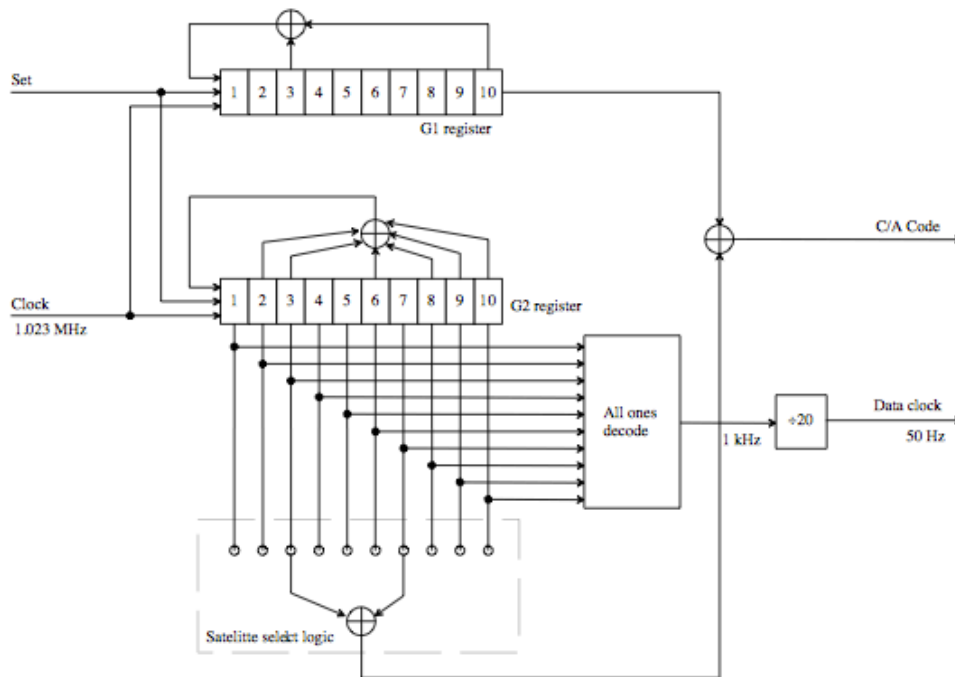 Set
1 2 3 4 5 6 7 8 9 10
G1 register
C/A Code
1 2 3 4 5 6 7 8 9 10
G2 register
Clock
1.023 MHz
All ones
decode
1 kHz
÷20
Data clock
50 Hz
Satelitte select logic